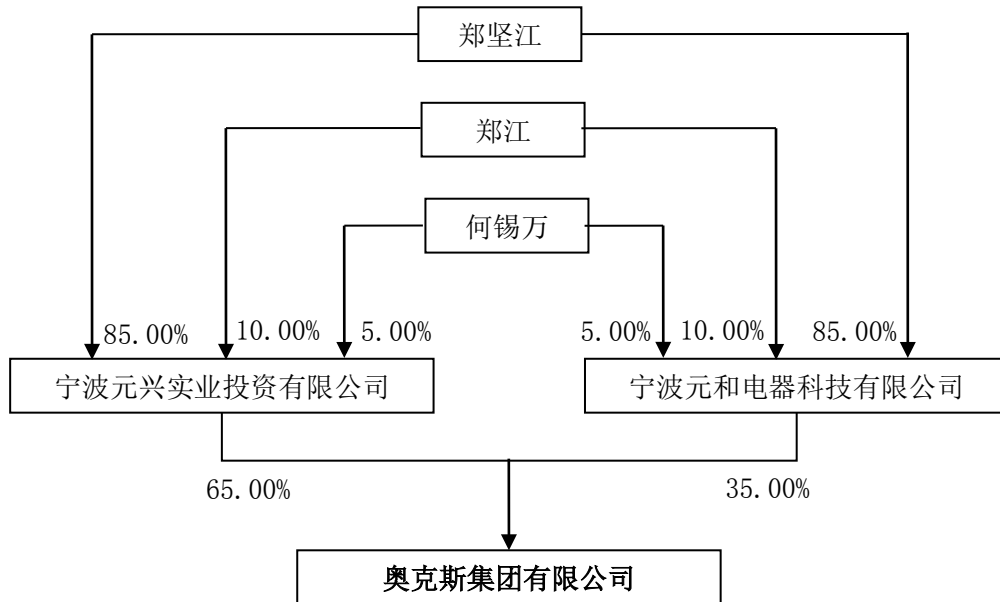 郑坚江
郑江
何锡万
85.00%
10.00%
5.00%
5.00%
10.00%
85.00%
宁波元兴实业投资有限公司
宁波元和电器科技有限公司
65.00%
35.00%
奥克斯集团有限公司